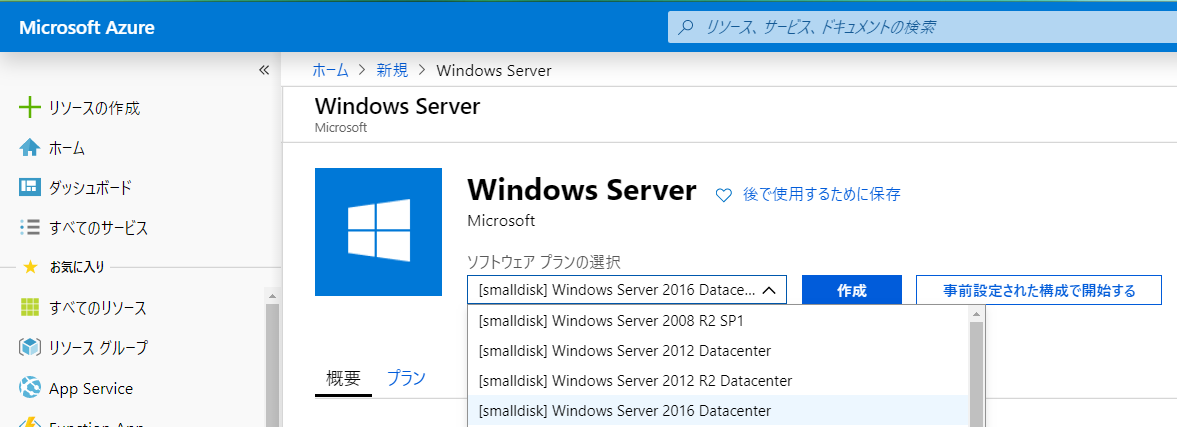 Microsoft Azure
リソース、サービス、ドキュメントの検索
ホーム > 新規 > Windows Server
Windows Server
Microsoft
リソースの作成
ホーム
ダッシュボード
すべてのサービス
お気に入り
すべてのリソース
リソース グループ
App Service
Function App
Windows Server
後で使用するために保存
Microsoft
ソフトウェア プランの選択
[smalldisk] Windows Server 2016 Datace...
作成
事前設定された構成で開始する
[smalldisk] Windows Server 2008 R2 SP1
[smalldisk] Windows Server 2012 Datacenter
[smalldisk] Windows Server 2012 R2 Datacenter
[smalldisk] Windows Server 2016 Datacenter
概要
プラン